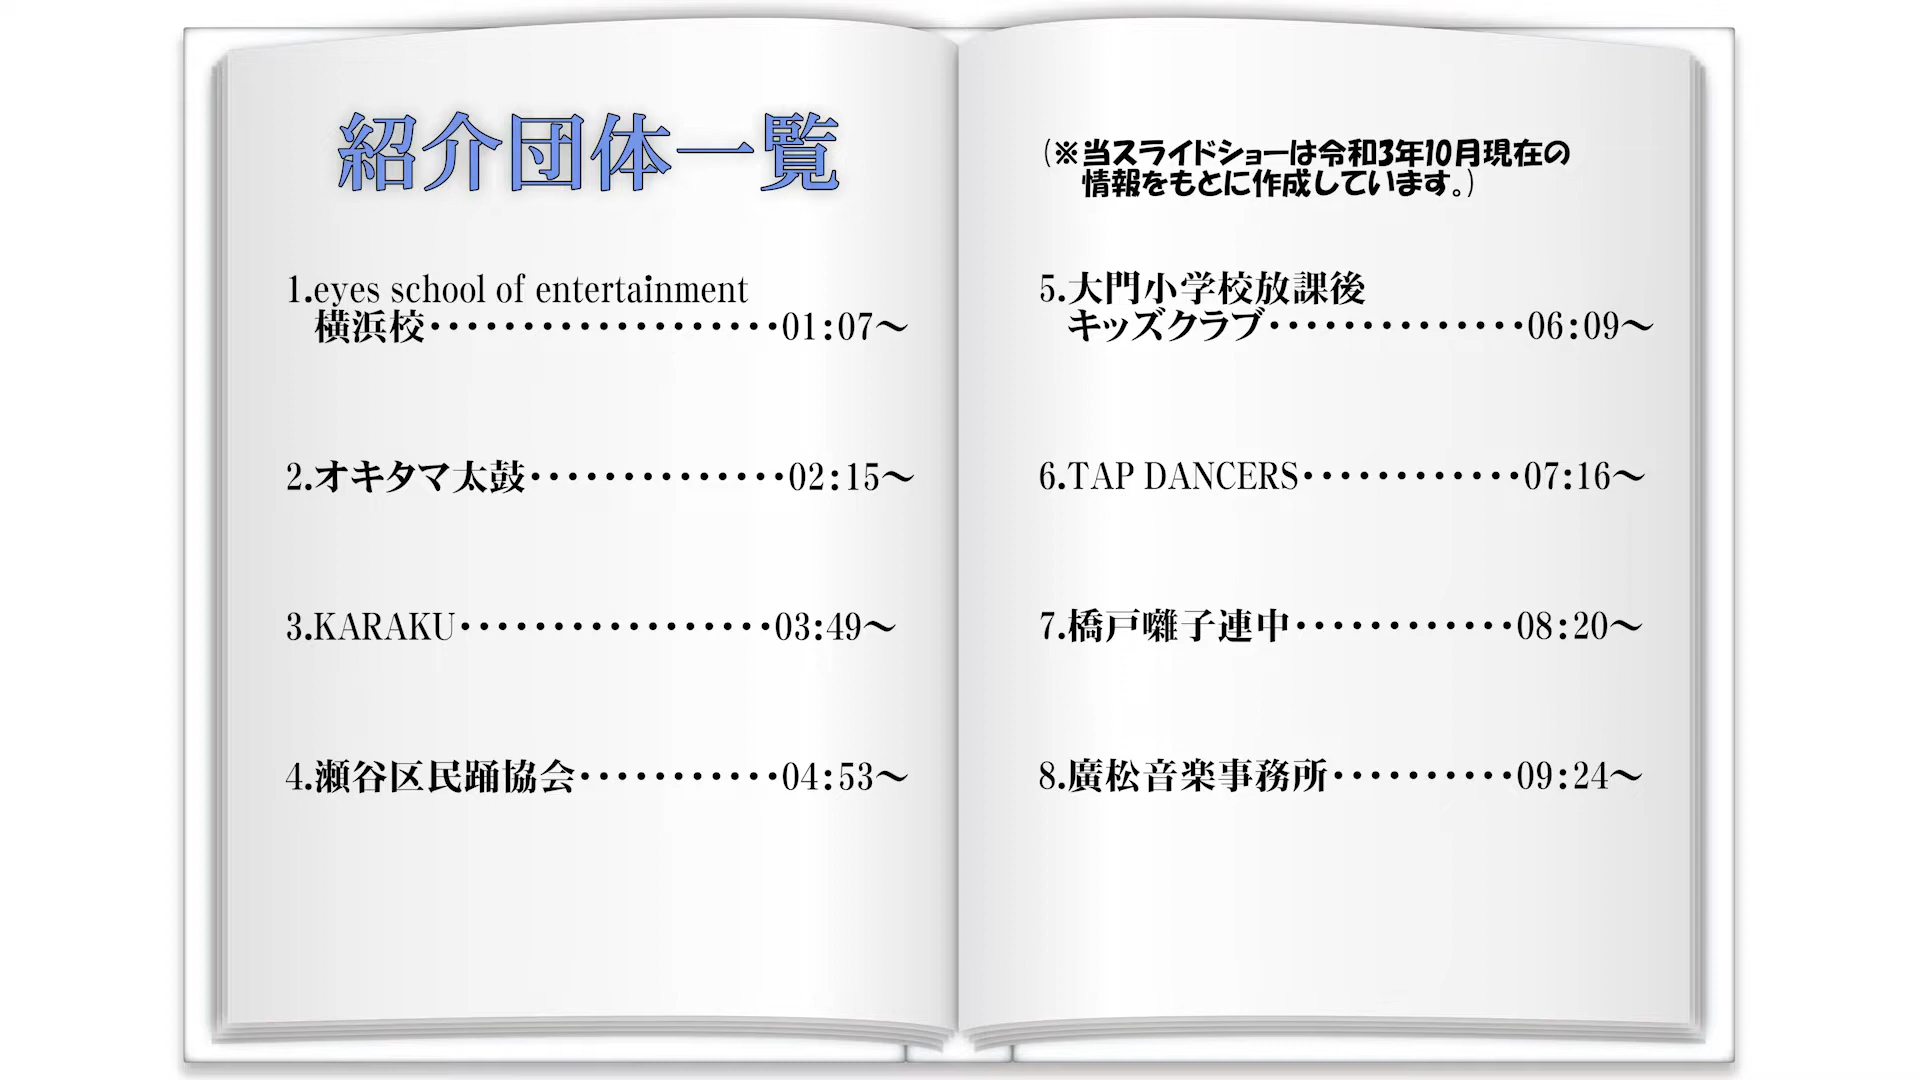 紹介団体一覧
1.eyes school of entertainment
横浜校···················01:07～
2.オキタマ太鼓··············02:15～
3.KARAKU·················03:49～
4.瀬谷区民踊協会···········04:53～
(※当スライドショーは令和3年10月現在の
情報をもとに作成しています。)
5.大門小学校放課後
キッズクラブ··············06:09～
6.TAP DANCERS············07:16～
7.橋戸囃子連中············08:20～
8.廣松音楽事務所··········09:24～